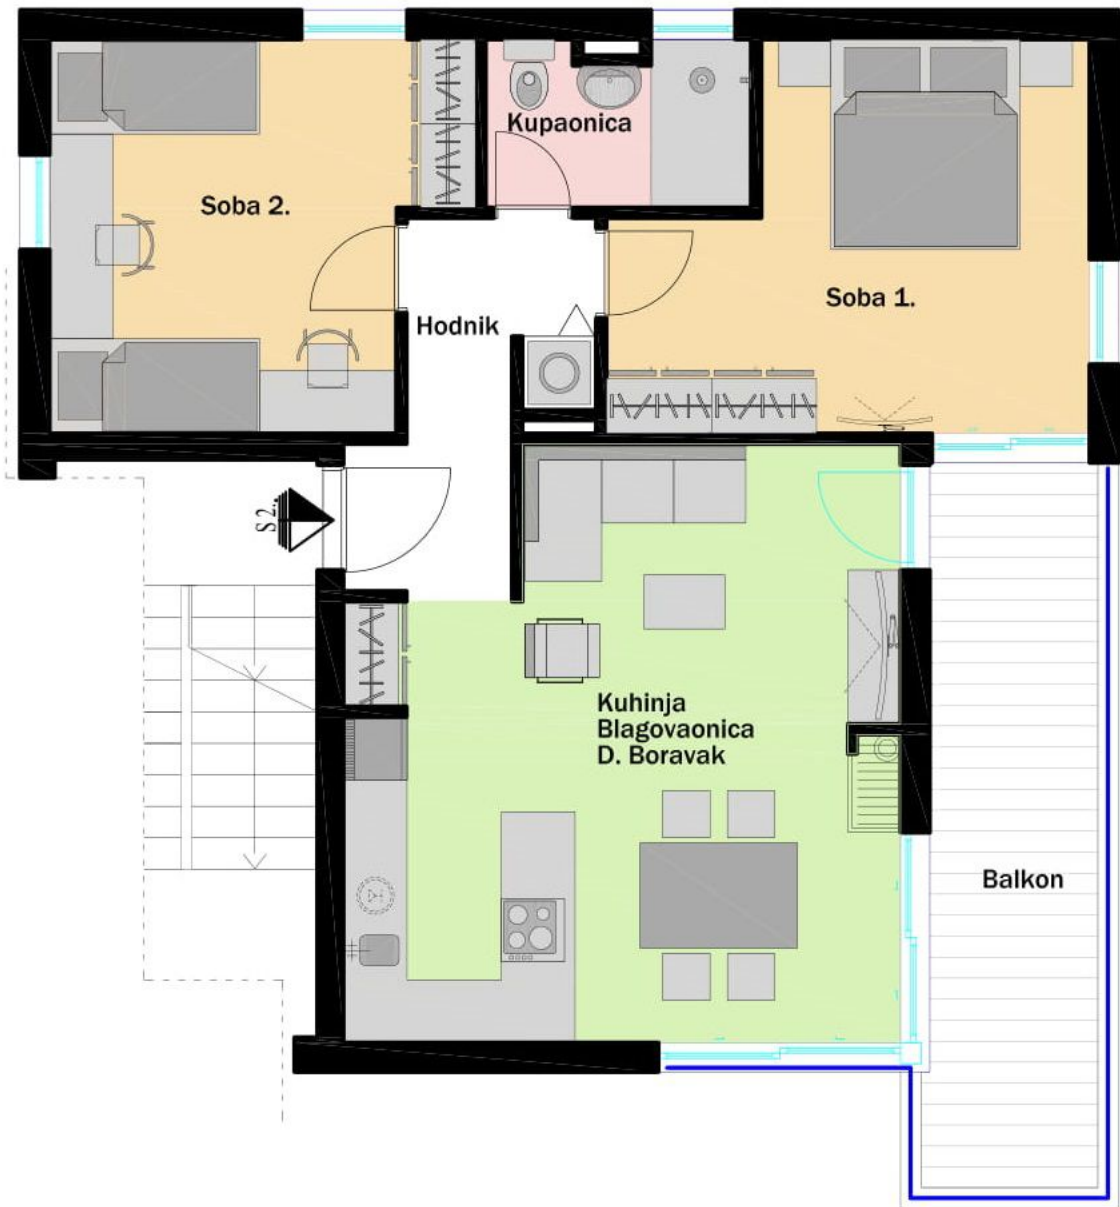 Kupaonica
Soba 2.
Soba 1.
Hodnik
S 2.
Kuhinja
Blagovaonica
D. Boravak
Balkon